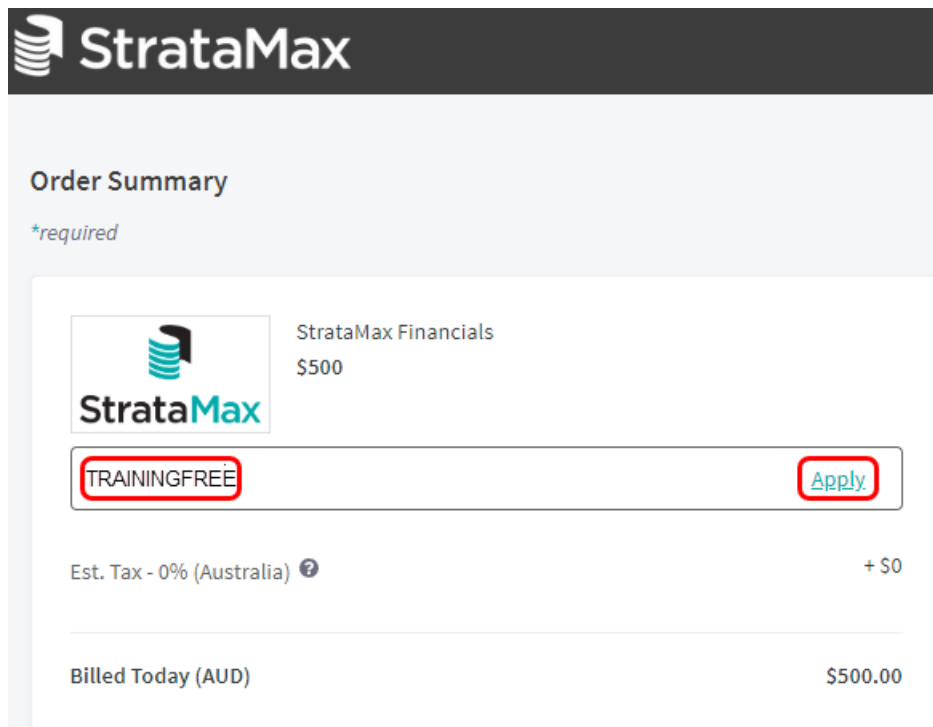 StrataMax
Order Summary
*required
StrataMax Financials
$500
StrataMax
TRAININGFREE
Apply
Est. Tax - 0% (Australia) ?
+ $0
Billed Today (AUD)
$500.00